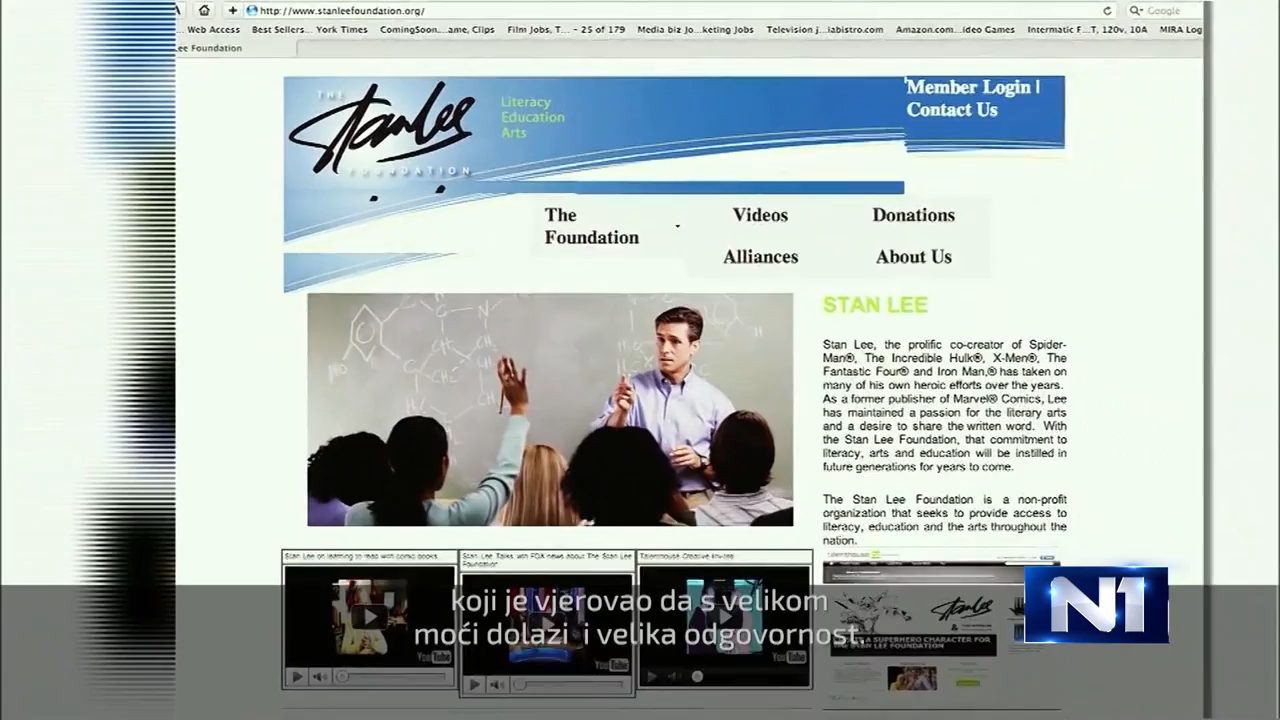 http://www.stanleefoundation.org/
Google
... Web Access Best Sellers... York Times ComingSoon....ame, Clips Film Jobs, T... – 25 of 179 Media biz Jo...keting Jobs Television j...iabistro.com Amazon.com...ideo Games Intermatic F...T, 120v, 10A MIRA Log
ee Foundation
THE
Stan Lee
FOUNDATION
Literacy
Education
Arts
Member Login |
Contact Us
The
Foundation
Videos
Donations
Alliances
About Us
STAN LEE
Stan Lee, the prolific co-creator of Spider-
Man®, The Incredible Hulk®, X-Men®, The
Fantastic Four® and Iron Man,® has taken on
many of his own heroic efforts over the years.
As a former publisher of Marvel® Comics, Lee
has maintained a passion for the literary arts
and a desire to share the written word. With
the Stan Lee Foundation, that commitment to
literacy, arts and education will be instilled in
future generations for years to come.
The Stan Lee Foundation is a non-profit
organization that seeks to provide access to
literacy, education and the arts throughout the
nation.
Stan Lee on learning to read with comic books
Stan Lee Talks with FOX news about The Stan Lee
Foundation
YouTube
YouTube
YouTube
Stan Lee
A SUPERHERO CHARACTER FOR
STAN LEE FOUNDATION
koji je vjerovao da s velikom
moći dolazi i velika odgovornost.
N1